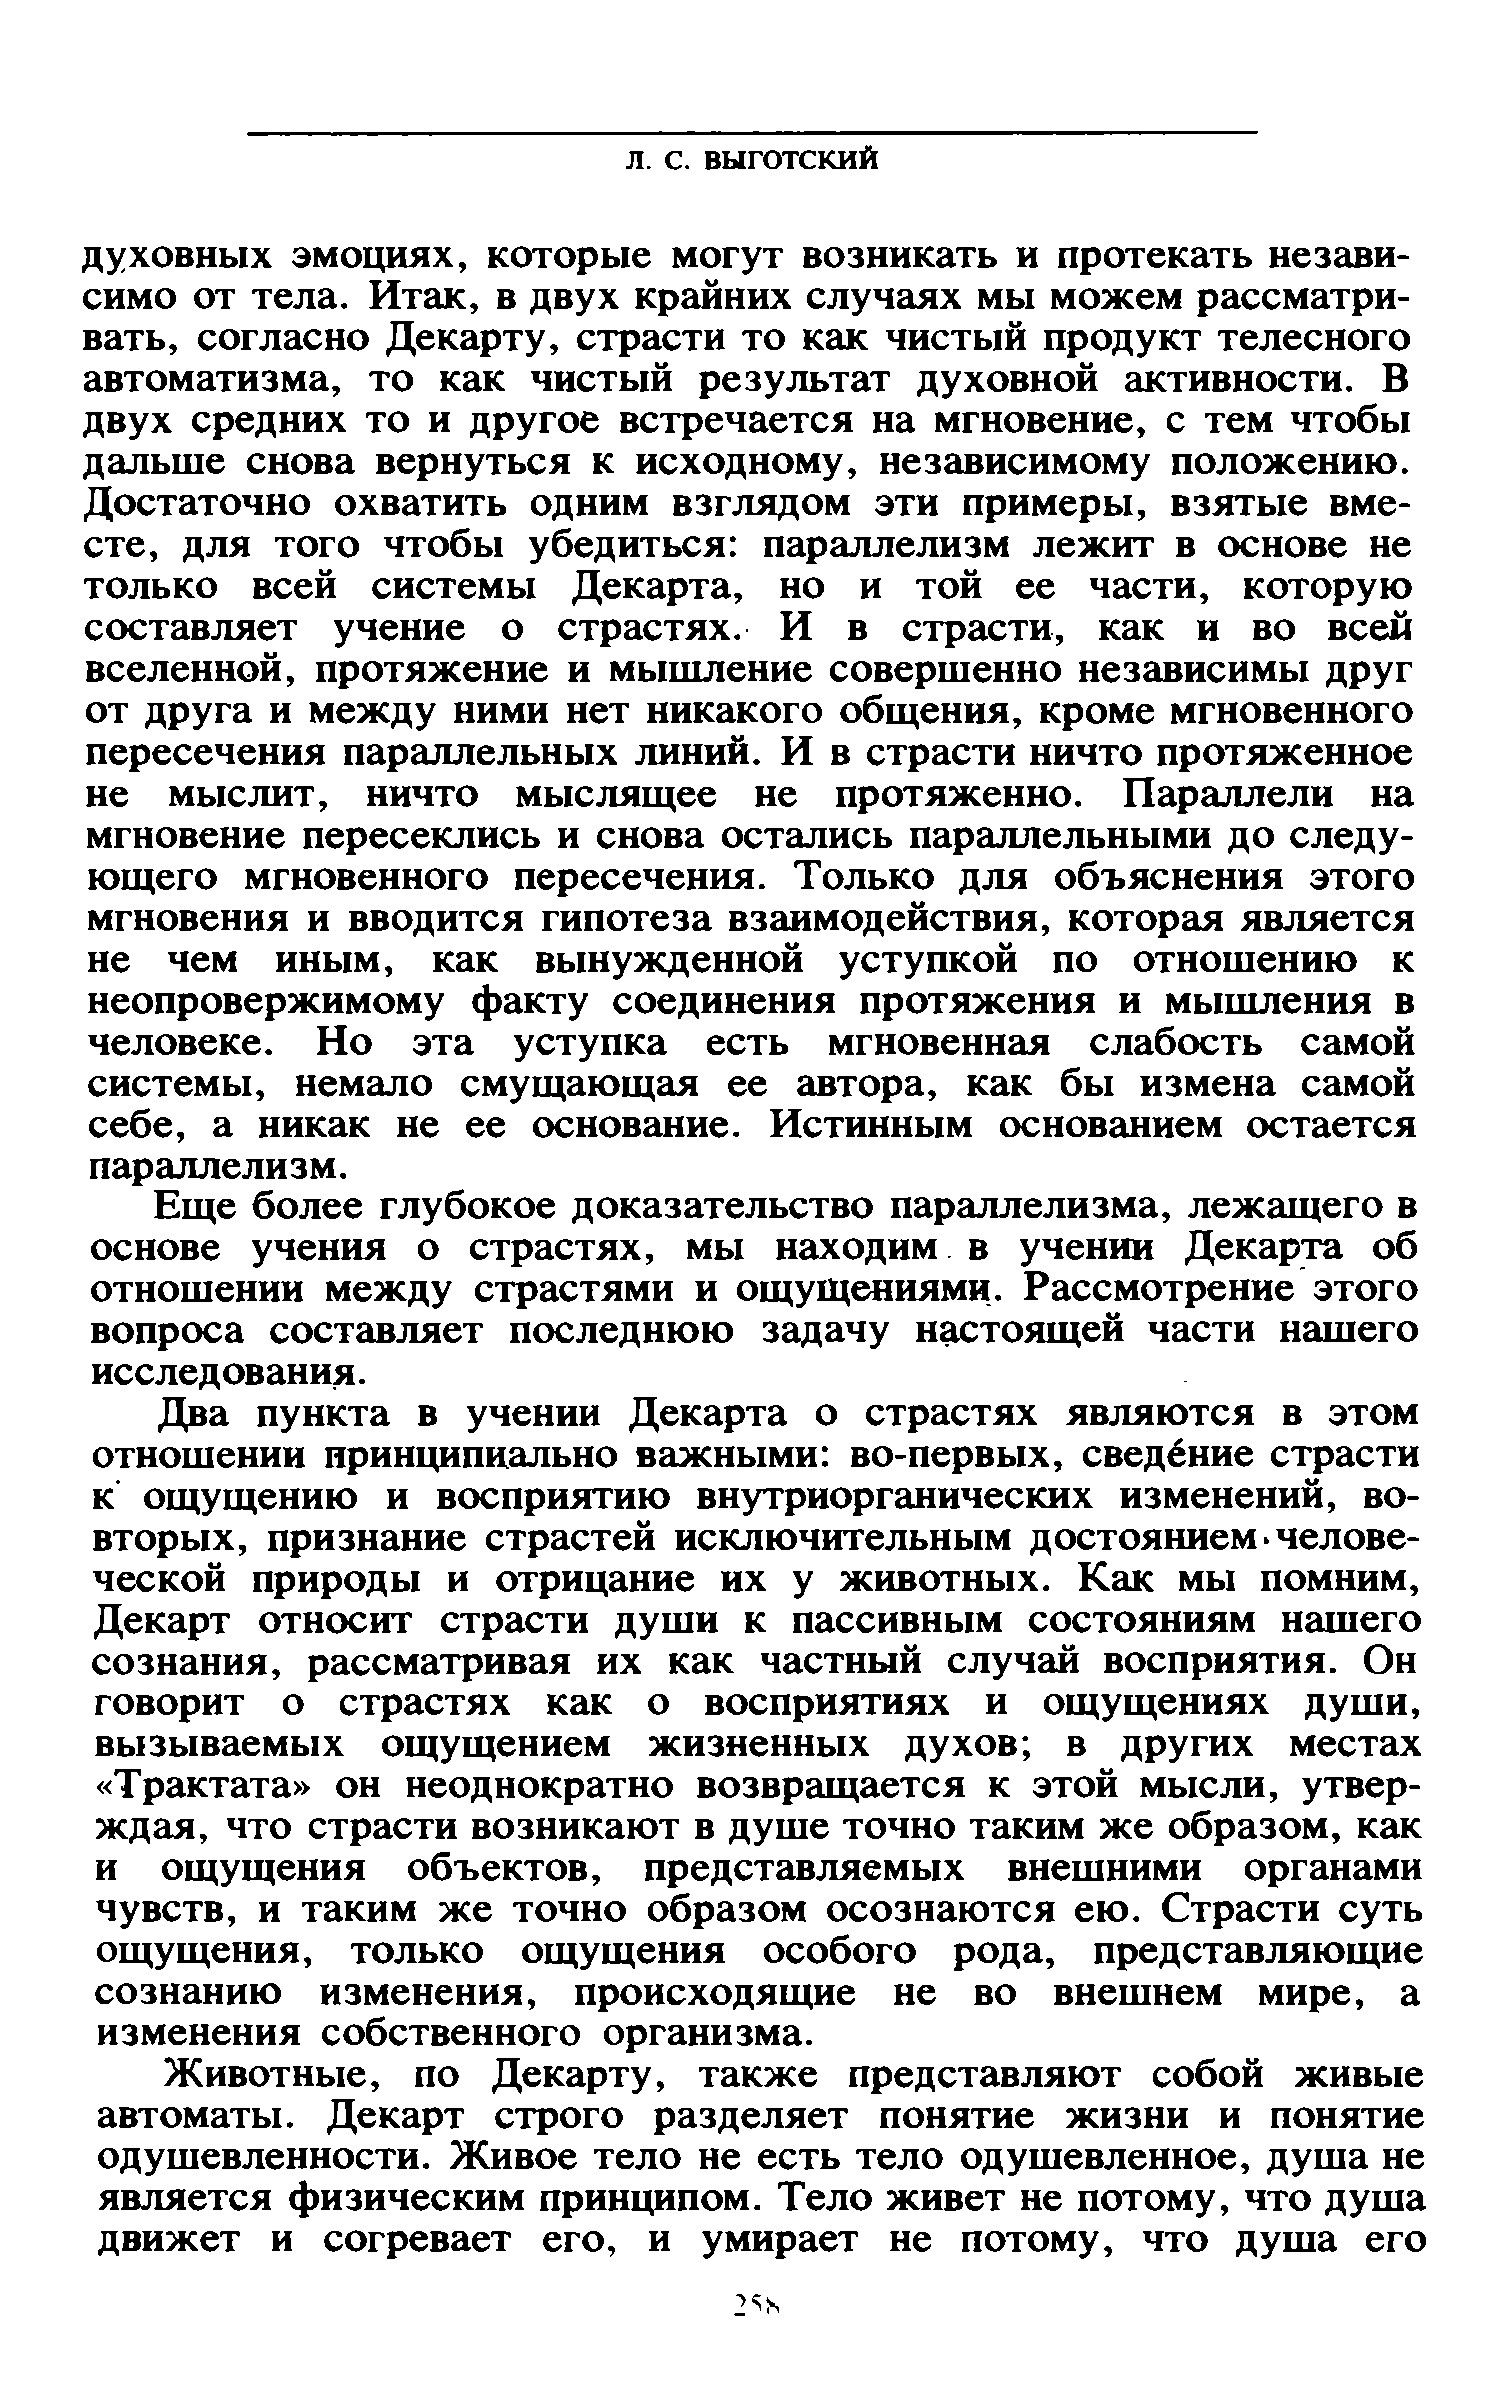 Л. С. ВЫГОТСКИЙ
духовных эмоциях, которые могут возникать и протекать незави-
симо от тела. Итак, в двух крайних случаях мы можем рассматри-
вать, согласно Декарту, страсти то как чистый продукт телесного
автоматизма, то как чистый результат духовной активности. В
двух средних то и другое встречается на мгновение, с тем чтобы
дальше снова вернуться к исходному, независимому положению.
Достаточно охватить одним взглядом эти примеры, взятые вме-
сте, для того чтобы убедиться: параллелизм лежит в основе не
только всей системы Декарта, но и той ее части, которую
составляет учение о страстях. И в страсти, как и во всей
вселенной, протяжение и мышление совершенно независимы друг
от друга и между ними нет никакого общения, кроме мгновенного
пересечения параллельных линий. И в страсти ничто протяженное
не мыслит, ничто мыслящее не протяженно. Параллели на
мгновение пересеклись и снова остались параллельными до следу-
ющего мгновенного пересечения. Только для объяснения этого
мгновения и вводится гипотеза взаимодействия, которая является
не чем иным, как вынужденной уступкой по отношению к
неопровержимому факту соединения протяжения и мышления в
человеке. Но эта уступка есть мгновенная слабость самой
системы, немало смущающая ее автора, как бы измена самой
себе, а никак не ее основание. Истинным основанием остается
параллелизм.
Еще более глубокое доказательство параллелизма, лежащего в
основе учения о страстях, мы находим в учении Декарта об
отношении между страстями и ощущениями. Рассмотрение этого
вопроса составляет последнюю задачу настоящей части нашего
исследования.
Два пункта в учении Декарта о страстях являются в этом
отношении принципиально важными: во-первых, сведéние страсти
к ощущению и восприятию внутриорганических изменений, во-
вторых, признание страстей исключительным достоянием челове-
ческой природы и отрицание их у животных. Как мы помним,
Декарт относит страсти души к пассивным состояниям нашего
сознания, рассматривая их как частный случай восприятия. Он
говорит о страстях как о восприятиях и ощущениях души,
вызываемых ощущением жизненных духов; в других местах
«Трактата» он неоднократно возвращается к этой мысли, утвер-
ждая, что страсти возникают в душе точно таким же образом, как
и ощущения объектов, представляемых внешними органами
чувств, и таким же точно образом осознаются ею. Страсти суть
ощущения, только ощущения особого рода, представляющие
сознанию изменения, происходящие не во внешнем мире, а
изменения собственного организма.
Животные, по Декарту, также представляют собой живые
автоматы. Декарт строго разделяет понятие жизни и понятие
одушевленности. Живое тело не есть тело одушевленное, душа не
является физическим принципом. Тело живет не потому, что душа
движет и согревает его, и умирает не потому, что душа его
258